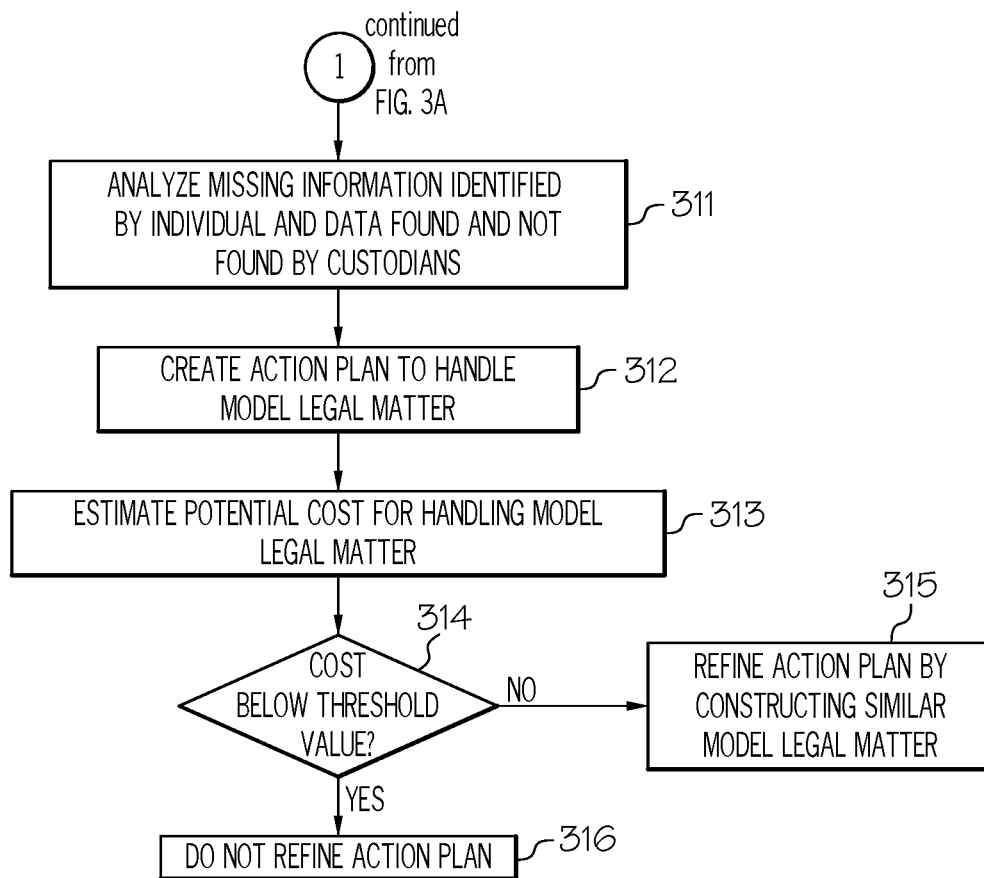 continued
from
FIG. 3A
1
ANALYZE MISSING INFORMATION IDENTIFIED
BY INDIVIDUAL AND DATA FOUND AND NOT
FOUND BY CUSTODIANS
311
CREATE ACTION PLAN TO HANDLE
MODEL LEGAL MATTER
312
ESTIMATE POTENTIAL COST FOR HANDLING MODEL
LEGAL MATTER
313
314
COST
BELOW THRESHOLD
VALUE?
NO
315
REFINE ACTION PLAN BY
CONSTRUCTING SIMILAR
MODEL LEGAL MATTER
YES
DO NOT REFINE ACTION PLAN
316